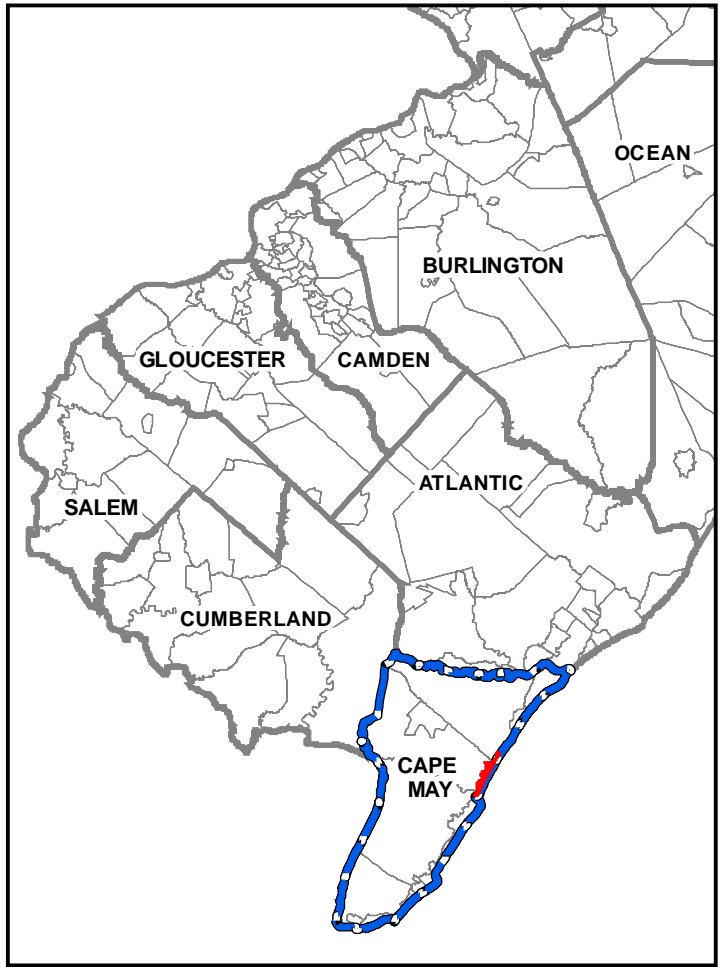 OCEAN
BURLINGTON
GLOUCESTER
CAMDEN
ATLANTIC
SALEM
CUMBERLAND
CAPE
MAY